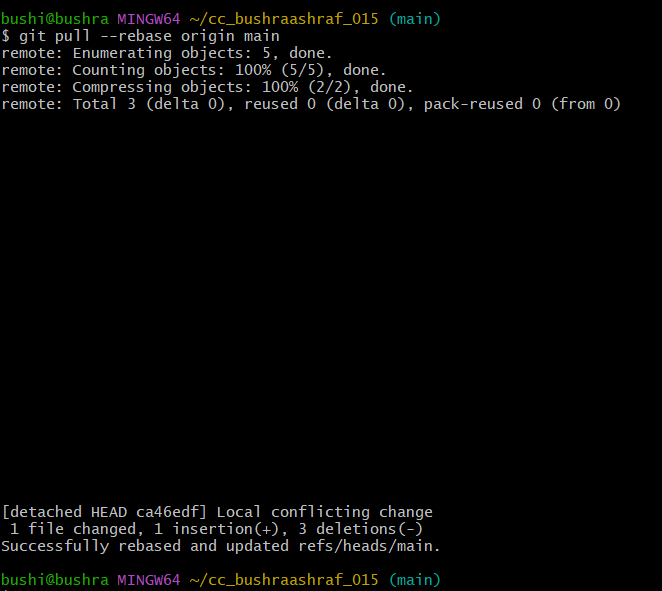 bushi@bushra MINGW64 ~/cc_bushraashraf_015 (main)
$ git pull --rebase origin main
remote: Enumerating objects: 5, done.
remote: Counting objects: 100% (5/5), done.
remote: Compressing objects: 100% (2/2), done.
remote: Total 3 (delta 0), reused 0 (delta 0), pack-reused 0 (from 0)
[detached HEAD ca46edf] Local conflicting change
1 file changed, 1 insertion(+), 3 deletions(-)
Successfully rebased and updated refs/heads/main.
bushi@bushra MINGW64 ~/cc_bushraashraf_015 (main)